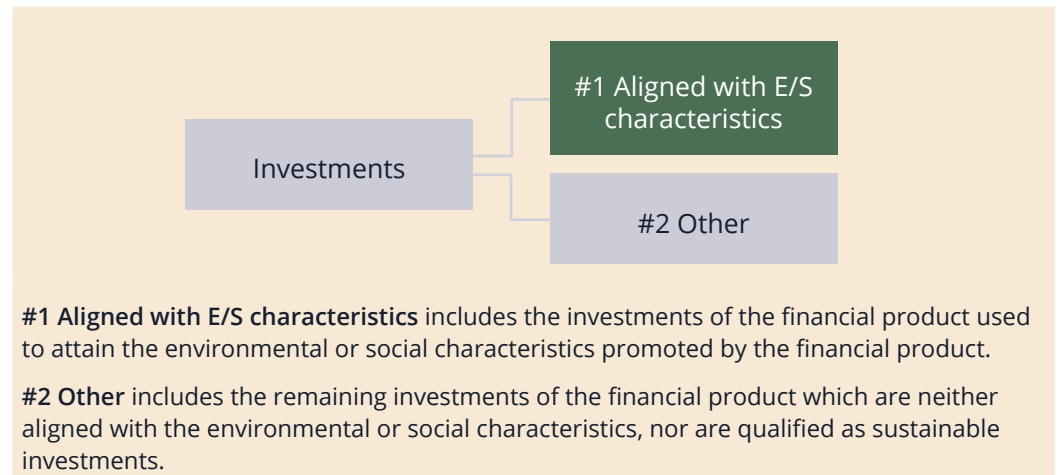 #1 Aligned with E/S
characteristics
Investments
#2 Other
#1 Aligned with E/S characteristics includes the investments of the financial product used
to attain the environmental or social characteristics promoted by the financial product.
#2 Other includes the remaining investments of the financial product which are neither
aligned with the environmental or social characteristics, nor are qualified as sustainable
investments.